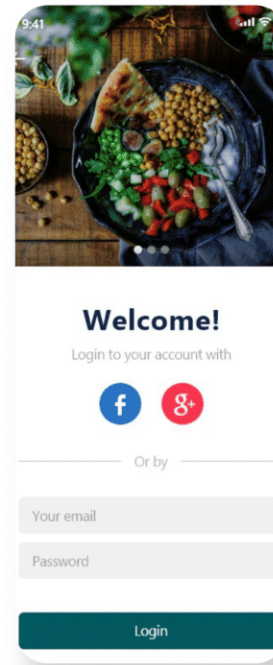 9:41
Welcome!
Login to your account with
f
g+
Or by
Your email
Password
Login